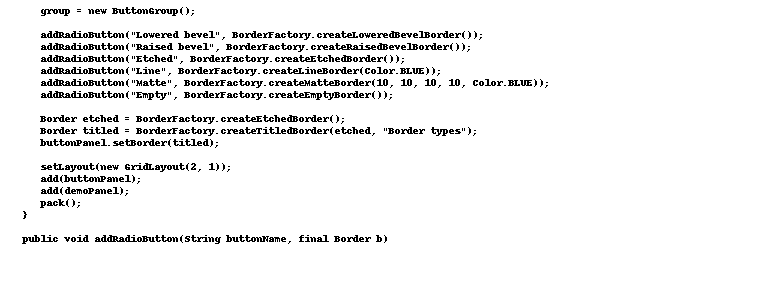 group = new ButtonGroup();
addRadioButton("Lowered bevel", BorderFactory.createLoweredBevelBorder());
addRadioButton("Raised bevel", BorderFactory.createRaisedBevelBorder());
addRadioButton("Etched", BorderFactory.createEtchedBorder());
addRadioButton("Line", BorderFactory.createLineBorder(Color.BLUE));
addRadioButton("Matte", BorderFactory.createMatteBorder(10, 10, 10, 10, Color.BLUE));
addRadioButton("Empty", BorderFactory.createEmptyBorder());
Border etched = BorderFactory.createEtchedBorder();
Border titled = BorderFactory.createTitledBorder(etched, "Border types");
buttonPanel.setBorder(titled);
setLayout(new GridLayout(2, 1));
add(buttonPanel);
add(demoPanel);
pack();
}
public void addRadioButton(String buttonName, final Border b)